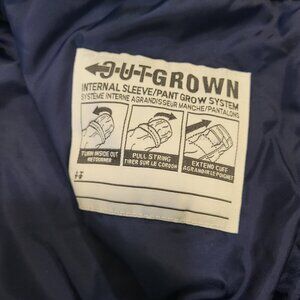 O-U-T-GROWN
INTERNAL SLEEVE/PANT GROW SYSTEM
SYSTÈME INTERNE AGRANDISSEUR MANCHE/PANTALONS
TURN INSIDE OUT
RETOURNER
PULL STRING
TIRER SUR LE CORDON
EXTEND CUFF
AGRANDIR LE POIGNET